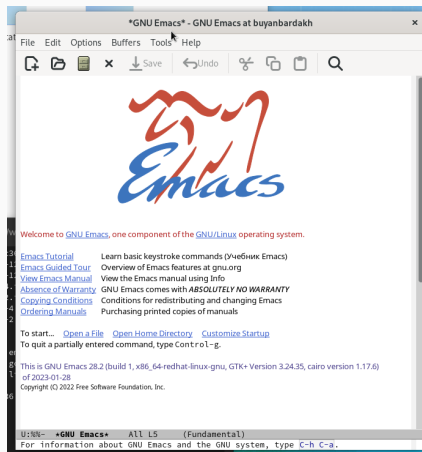 *GNU Emacs* - GNU Emacs at buyanbardakh ×
File Edit Options Buffers Tools Help
Save Undo
Emacs
Welcome to GNU Emacs, one component of the GNU/Linux operating system.
Emacs Tutorial Learn basic keystroke commands (Учебник Emacs)
Emacs Guided Tour Overview of Emacs features at gnu.org
View Emacs Manual View the Emacs manual using Info
Absence of Warranty GNU Emacs comes with ABSOLUTELY NO WARRANTY
Copying Conditions Conditions for redistributing and changing Emacs
Ordering Manuals Purchasing printed copies of manuals
To start... Open a File Open Home Directory Customize Startup
To quit a partially entered command, type Control-g.
This is GNU Emacs 28.2 (build 1, x86_64-redhat-linux-gnu, GTK+ Version 3.24.35, cairo version 1.17.6)
of 2023-01-28
Copyright (C) 2022 Free Software Foundation, Inc.
U:%%- *GNU Emacs* All L5 (Fundamental)
For information about GNU Emacs and the GNU system, type C-h C-a.